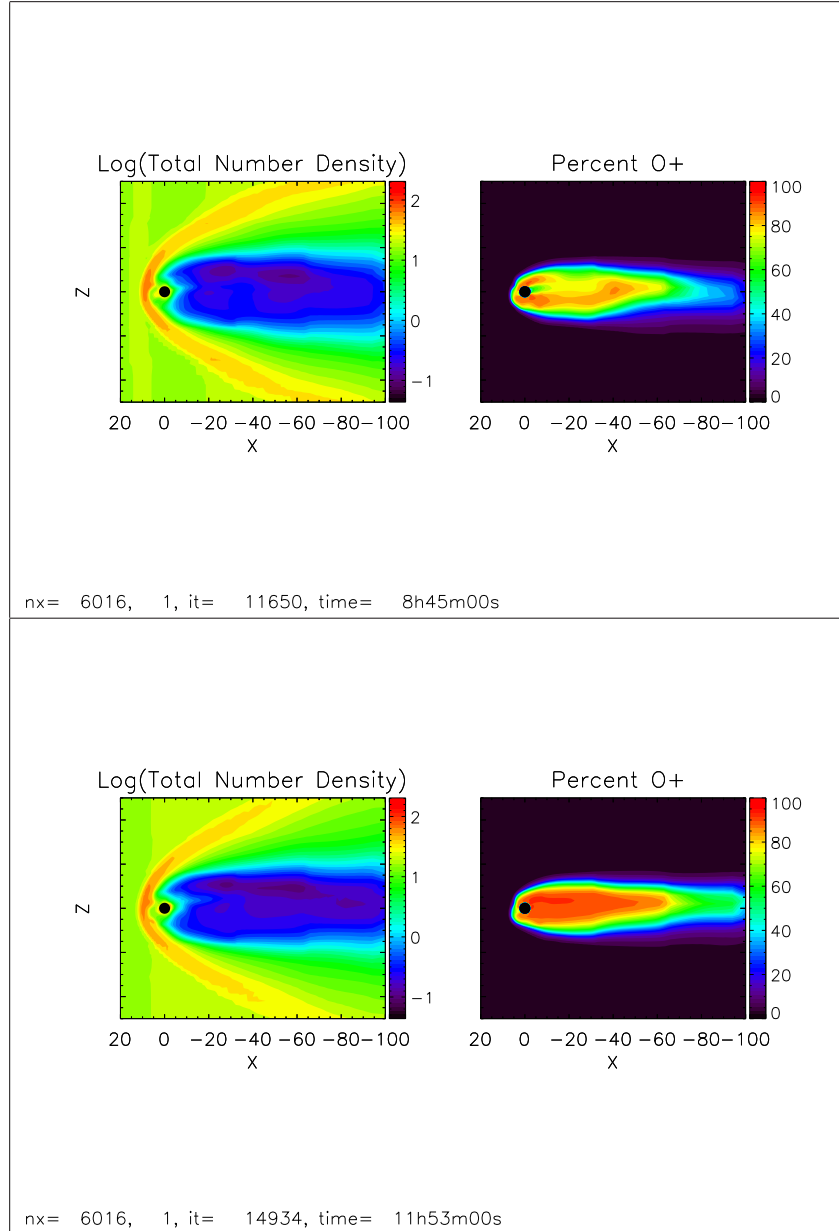 Log(Total Number Density)
Percent O+
Z
2
1
0
−1
100
80
60
40
20
0
20 0 −20 −40 −60 −80−100
X
20 0 −20 −40 −60 −80−100
X
nx= 6016, 1, it= 11650, time= 8h45m00s
Log(Total Number Density)
Percent O+
Z
2
1
0
−1
100
80
60
40
20
0
20 0 −20 −40 −60 −80−100
X
20 0 −20 −40 −60 −80−100
X
nx= 6016, 1, it= 14934, time= 11h53m00s